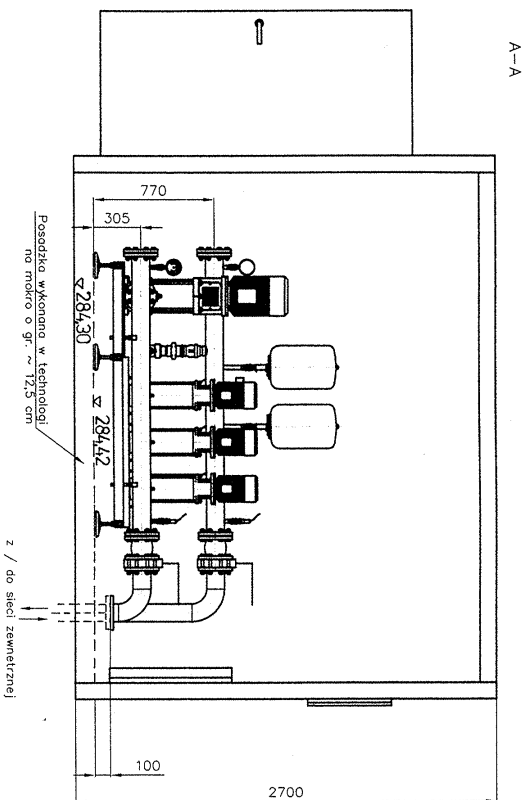 A-A
770
305
Posadzka wykonana w technologi
na mokro o gr. ~ 12,5 cm
284,30
284,42
z / do sieci zewnetrznej
100
2700